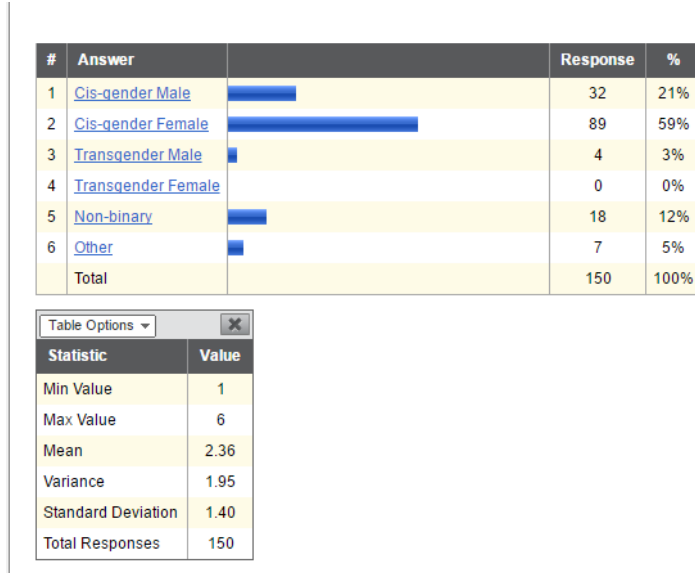 # Answer Response %
1 Cis-gender Male 32 21%
2 Cis-gender Female 89 59%
3 Transgender Male 4 3%
4 Transgender Female 0 0%
5 Non-binary 18 12%
6 Other 7 5%
Total 150 100%
Table Options
Statistic Value
Min Value 1
Max Value 6
Mean 2.36
Variance 1.95
Standard Deviation 1.40
Total Responses 150